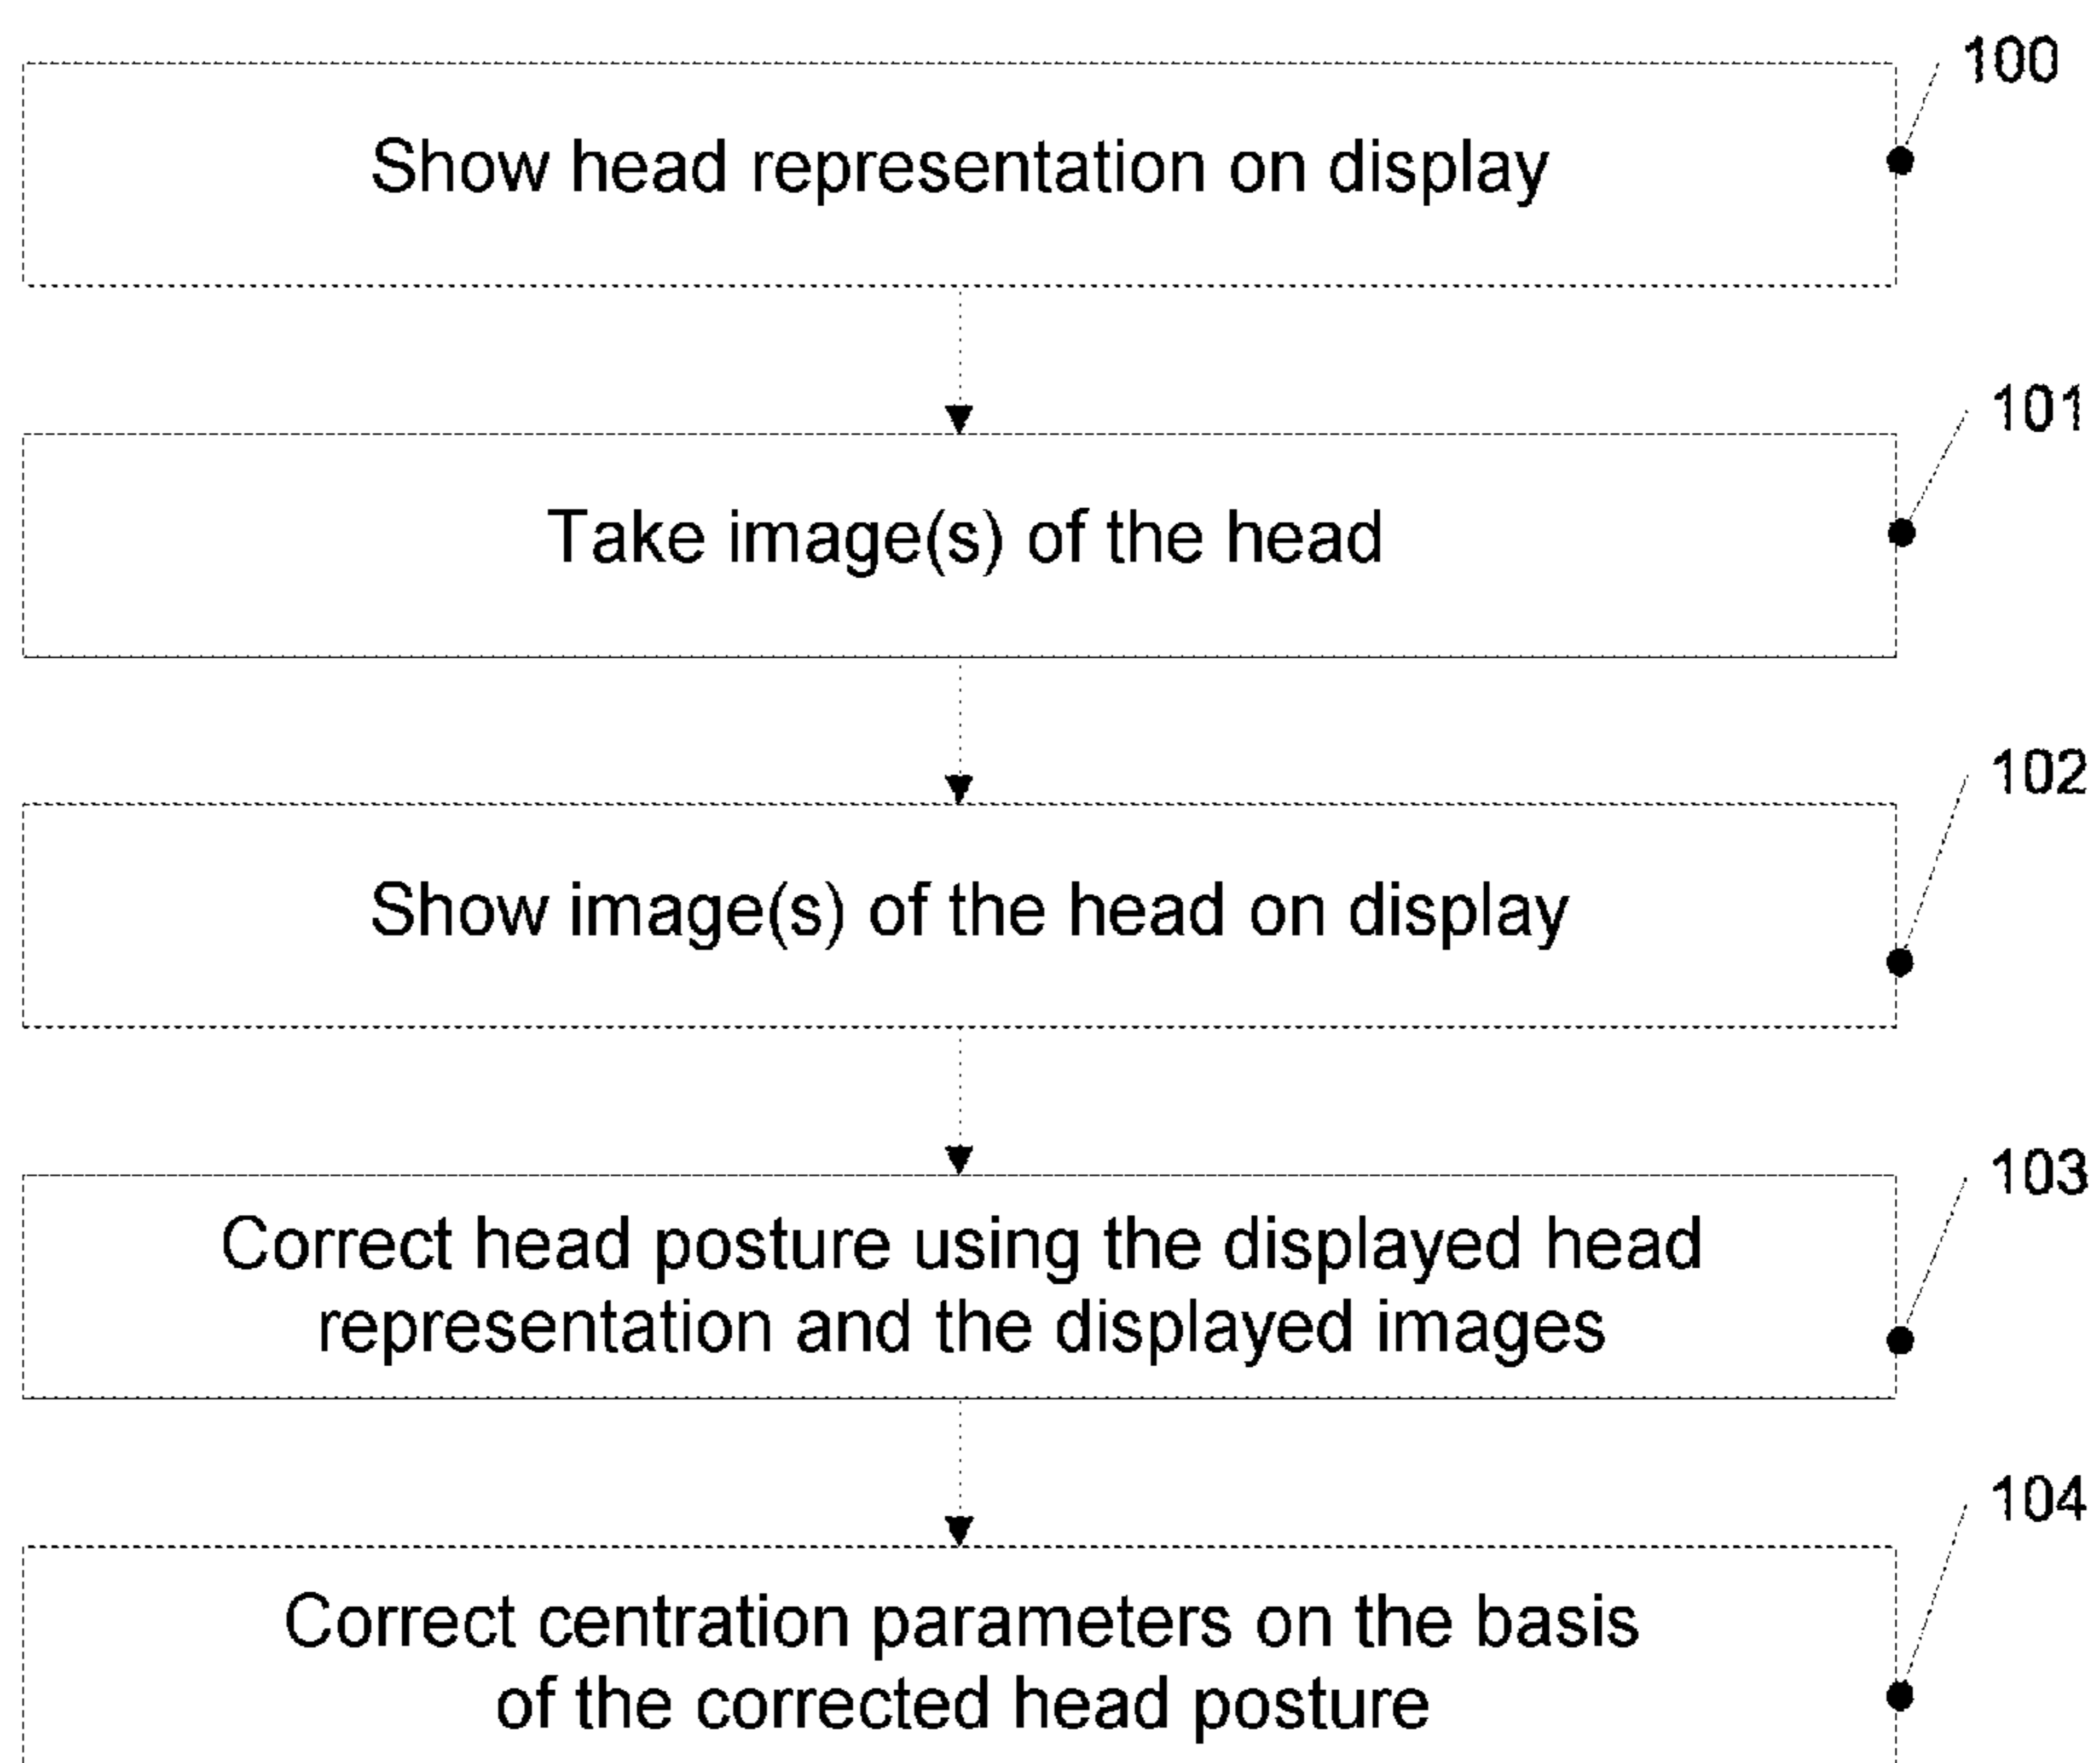 100
Show head representation on display
101
Take image(s) of the head
102
Show image(s) of the head on display
103
Correct head posture using the displayed head
representation and the displayed images
104
Correct centration parameters on the basis
of the corrected head posture